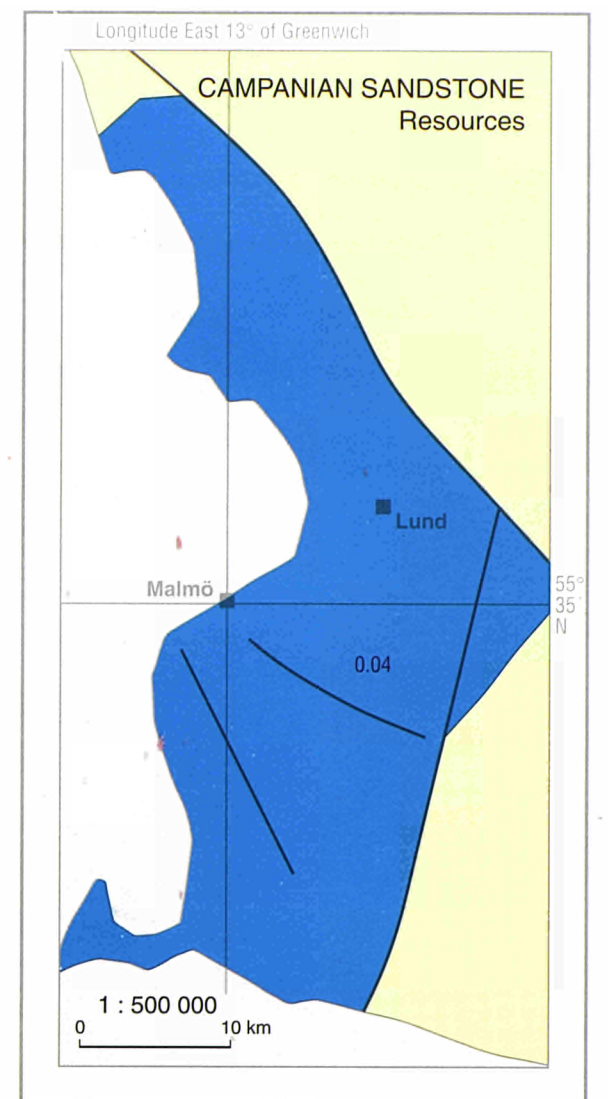 Longitude East 13° of Greenwich
CAMPANIAN SANDSTONE
Resources
Lund
Malmö
55°
35'
N
0.04
1 : 500 000
0 10 km